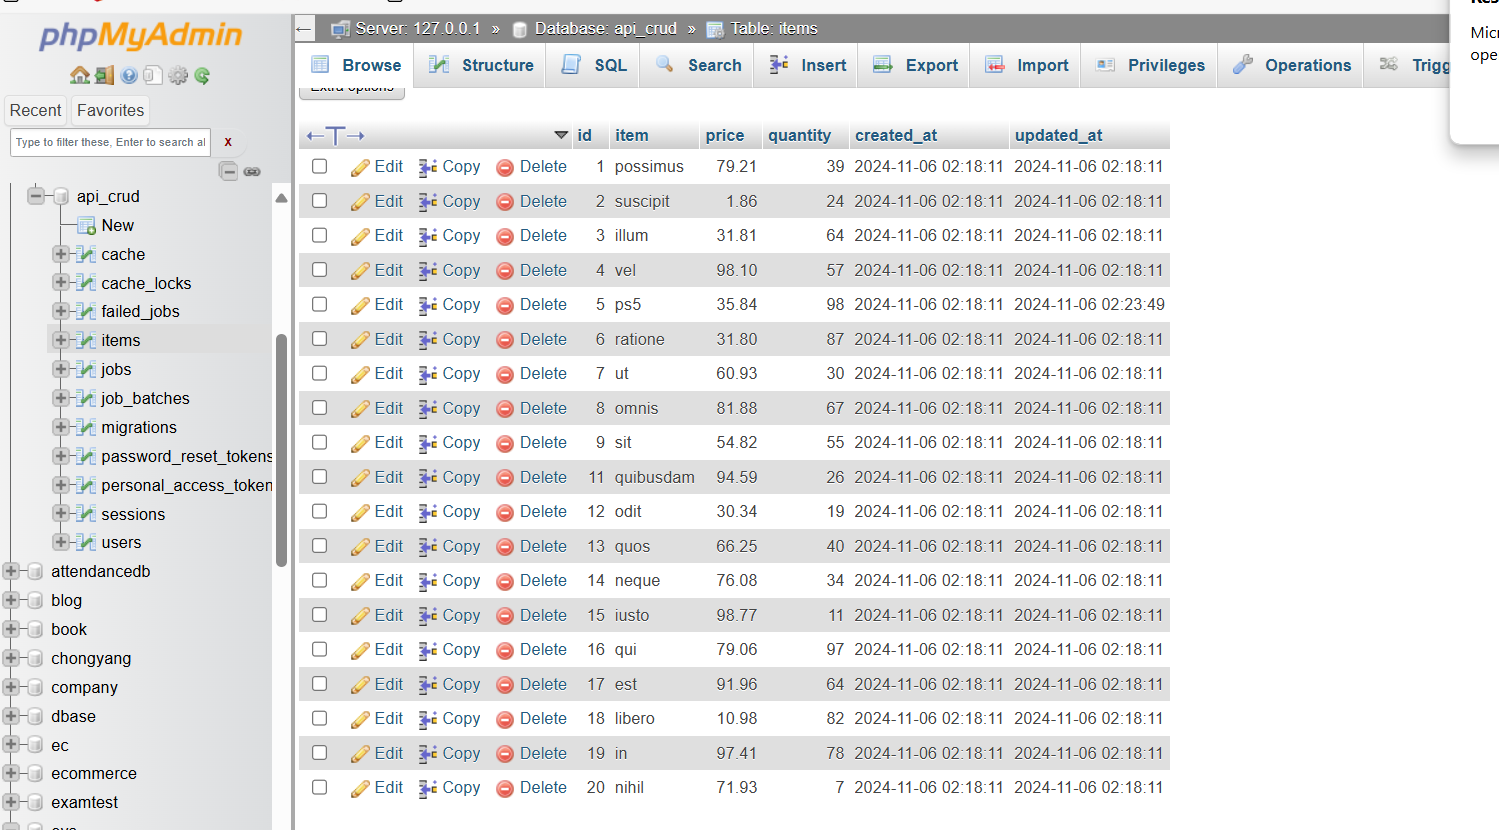 phpMyAdmin
Recent Favorites
Type to filter these, Enter to search al x
api_crud
New
cache
cache_locks
failed_jobs
items
jobs
job_batches
migrations
password_reset_tokens
personal_access_token
sessions
users
attendancedb
blog
book
chongyang
company
dbase
ec
ecommerce
examtest
← Server: 127.0.0.1 » Database: api_crud » Table: items
Browse Structure SQL Search Insert Export Import Privileges Operations Trigg
Extra options
←T→ id item price quantity created_at updated_at
Edit Copy Delete 1 possimus 79.21 39 2024-11-06 02:18:11 2024-11-06 02:18:11
Edit Copy Delete 2 suscipit 1.86 24 2024-11-06 02:18:11 2024-11-06 02:18:11
Edit Copy Delete 3 illum 31.81 64 2024-11-06 02:18:11 2024-11-06 02:18:11
Edit Copy Delete 4 vel 98.10 57 2024-11-06 02:18:11 2024-11-06 02:18:11
Edit Copy Delete 5 ps5 35.84 98 2024-11-06 02:18:11 2024-11-06 02:23:49
Edit Copy Delete 6 ratione 31.80 87 2024-11-06 02:18:11 2024-11-06 02:18:11
Edit Copy Delete 7 ut 60.93 30 2024-11-06 02:18:11 2024-11-06 02:18:11
Edit Copy Delete 8 omnis 81.88 67 2024-11-06 02:18:11 2024-11-06 02:18:11
Edit Copy Delete 9 sit 54.82 55 2024-11-06 02:18:11 2024-11-06 02:18:11
Edit Copy Delete 11 quibusdam 94.59 26 2024-11-06 02:18:11 2024-11-06 02:18:11
Edit Copy Delete 12 odit 30.34 19 2024-11-06 02:18:11 2024-11-06 02:18:11
Edit Copy Delete 13 quos 66.25 40 2024-11-06 02:18:11 2024-11-06 02:18:11
Edit Copy Delete 14 neque 76.08 34 2024-11-06 02:18:11 2024-11-06 02:18:11
Edit Copy Delete 15 iusto 98.77 11 2024-11-06 02:18:11 2024-11-06 02:18:11
Edit Copy Delete 16 qui 79.06 97 2024-11-06 02:18:11 2024-11-06 02:18:11
Edit Copy Delete 17 est 91.96 64 2024-11-06 02:18:11 2024-11-06 02:18:11
Edit Copy Delete 18 libero 10.98 82 2024-11-06 02:18:11 2024-11-06 02:18:11
Edit Copy Delete 19 in 97.41 78 2024-11-06 02:18:11 2024-11-06 02:18:11
Edit Copy Delete 20 nihil 71.93 7 2024-11-06 02:18:11 2024-11-06 02:18:11
Micr
ope